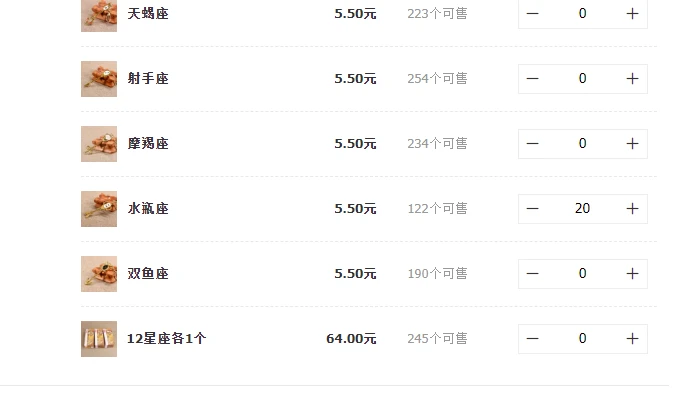 天蝎座 5.50元 223个可售 0
射手座 5.50元 254个可售 0
摩羯座 5.50元 234个可售 0
水瓶座 5.50元 122个可售 20
双鱼座 5.50元 190个可售 0
12星座各1个 64.00元 245个可售 0